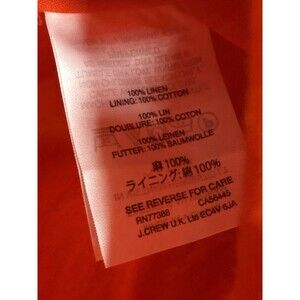 100% LINEN
LINING: 100% COTTON
100% LIN
DOUBLURE: 100% COTON
100% LEINEN
FUTTER: 100% BAUMWOLLE
麻100%
ライニング: 綿100%
SEE REVERSE FOR CARE
RN77388 CA56445
J.CREW U.K. Ltd EC4V 6JA